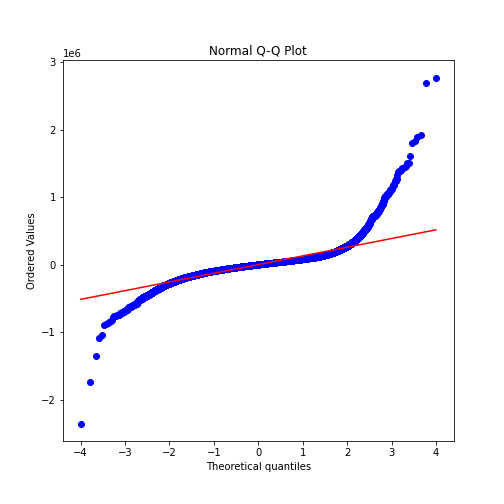 Normal Q-Q Plot
1e6
3
2
1
0
−1
−2
Ordered Values
−4 −3 −2 −1 0 1 2 3 4
Theoretical quantiles